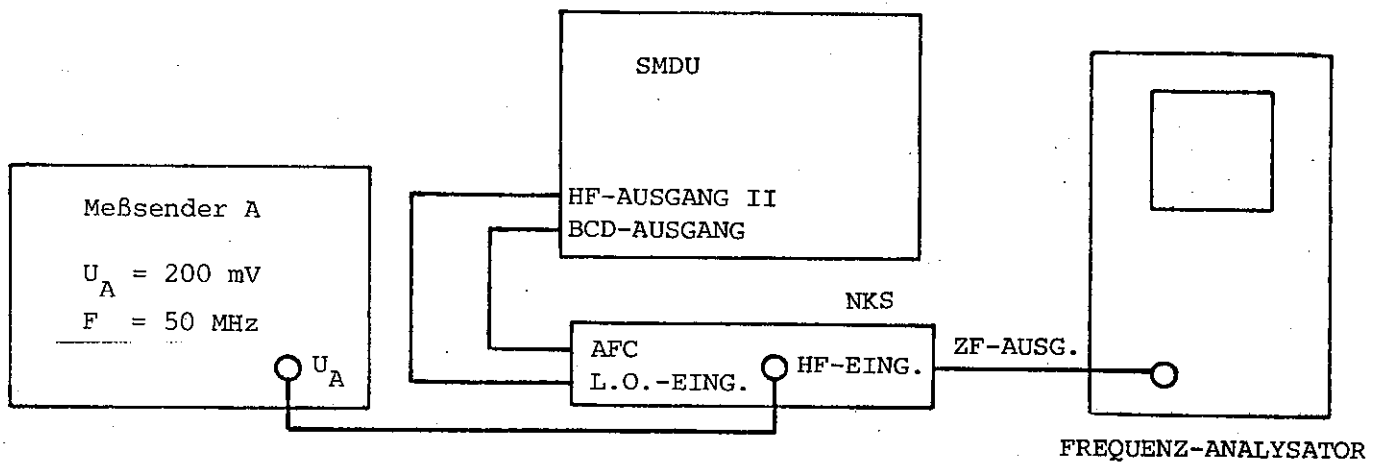 SMDU
HF-AUSGANG II
BCD-AUSGANG
Meßsender A
U_A = 200 mV
F = 50 MHz
U_A
NKS
AFC
L.O.-EING.
HF-EING.
ZF-AUSG.
FREQUENZ-ANALYSATOR